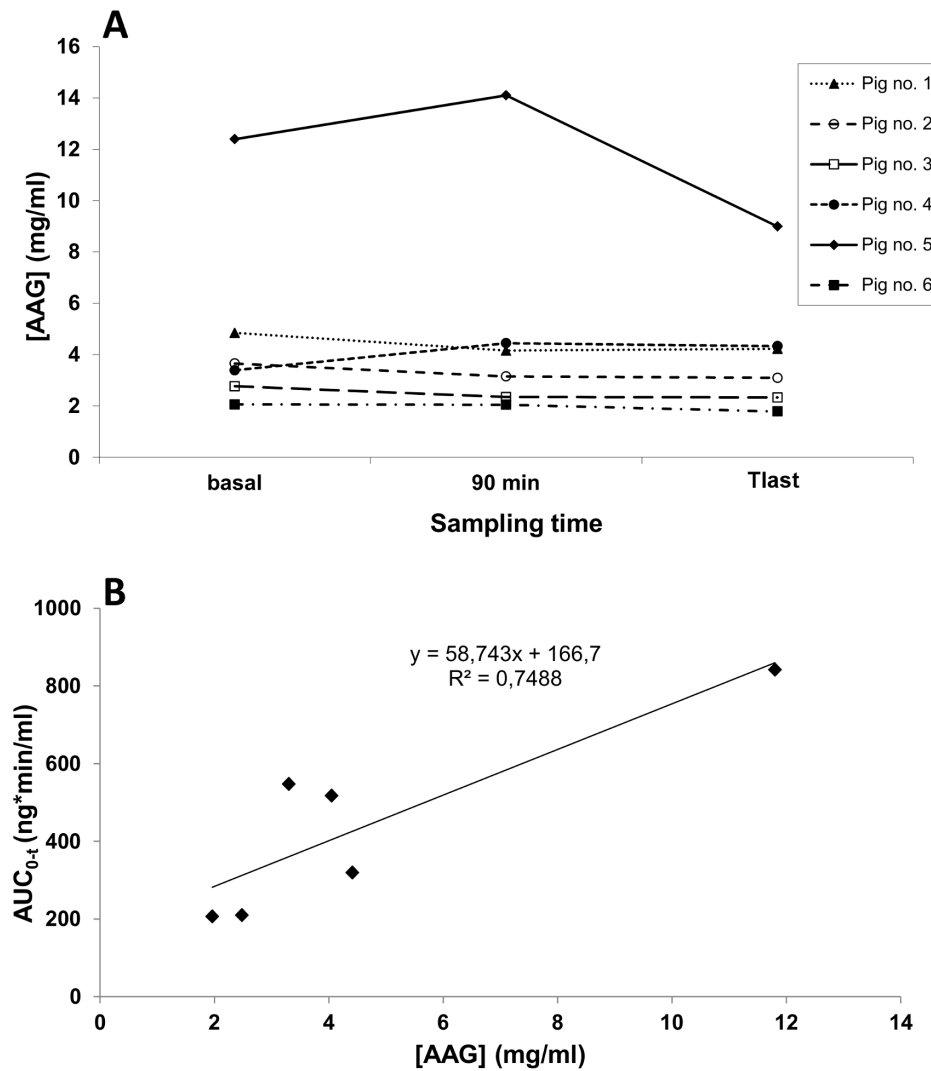 A
16
14
12
10
8
6
4
2
0
[AAG] (mg/ml)
basal
90 min
Tlast
Sampling time
Pig no. 1
Pig no. 2
Pig no. 3
Pig no. 4
Pig no. 5
Pig no. 6
B
1000
800
600
400
200
0
AUC0-t (ng*min/ml)
y = 58,743x + 166,7
R² = 0,7488
0 2 4 6 8 10 12 14
[AAG] (mg/ml)